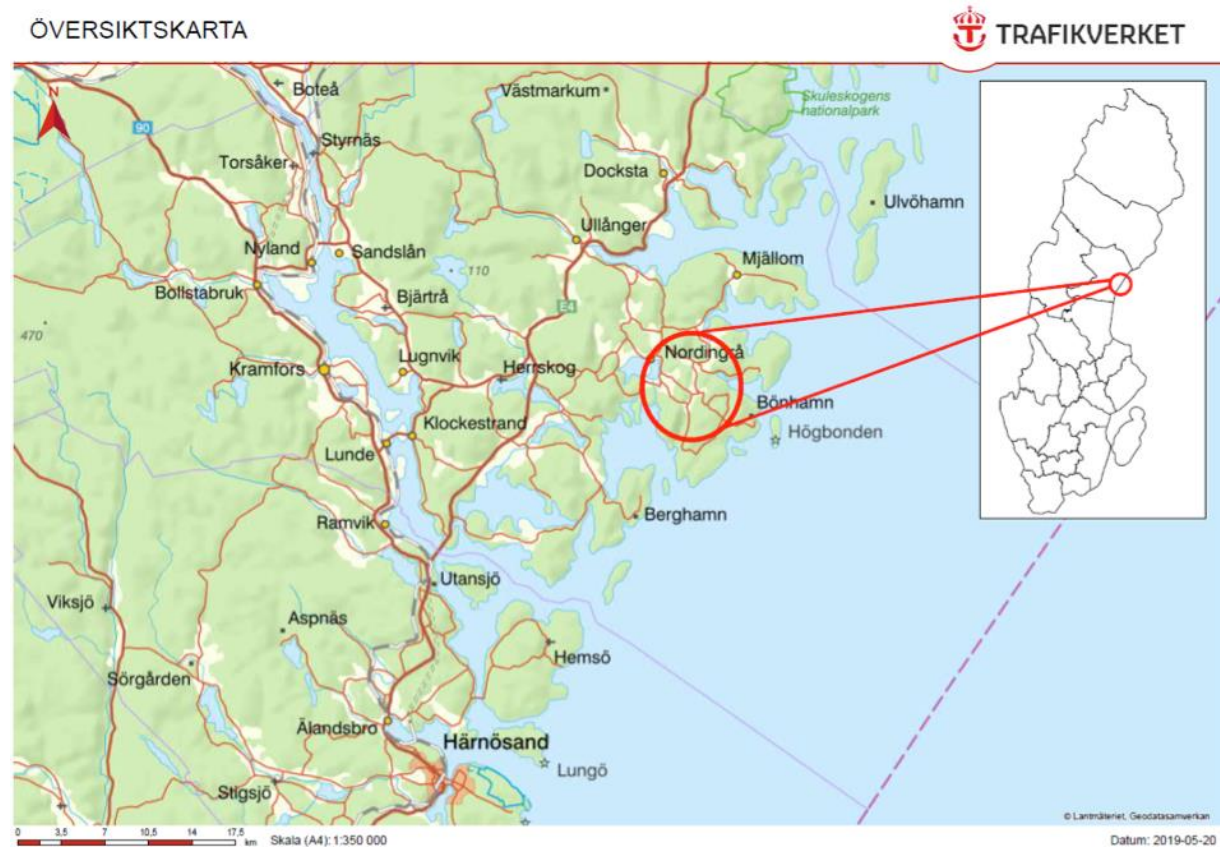 ÖVERSIKTSKARTA
TRAFIKVERKET
N
Boteå
Västmarkum
Skuleskogens
nationalpark
90
Styrnäs
Torsåker
Docksta
Ulvöhamn
Ullånger
Nyland
Sandslån
Mjällom
110
Bollstabruk
Bjärtrå
E4
470
Nordingrå
Kramfors
Lugnvik
Herrskog
Bönhamn
Klockestrand
Högbonden
Lunde
Berghamn
Ramvik
Utansjö
Viksjö
Aspnäs
Hemsö
Sörgården
Älandsbro
Härnösand
Lungö
Stigsjö
© Lantmäteriet, Geodatasamverkan
0 3,5 7 10,5 14 17,5 km Skala (A4): 1:350 000
Datum: 2019-05-20